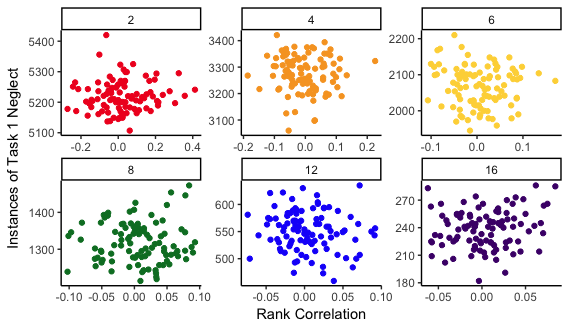 2 4 6
5400
5300
5200
5100
3400
3300
3200
3100
2200
2100
2000
-0.2 0.0 0.2 0.4
-0.2 -0.1 0.0 0.1 0.2
-0.1 0.0 0.1
8 12 16
1400
1300
600
550
500
270
240
210
180
-0.10 -0.05 0.00 0.05 0.10
-0.05 0.00 0.05 0.10
-0.05 0.00 0.05
Instances of Task 1 Neglect
Rank Correlation